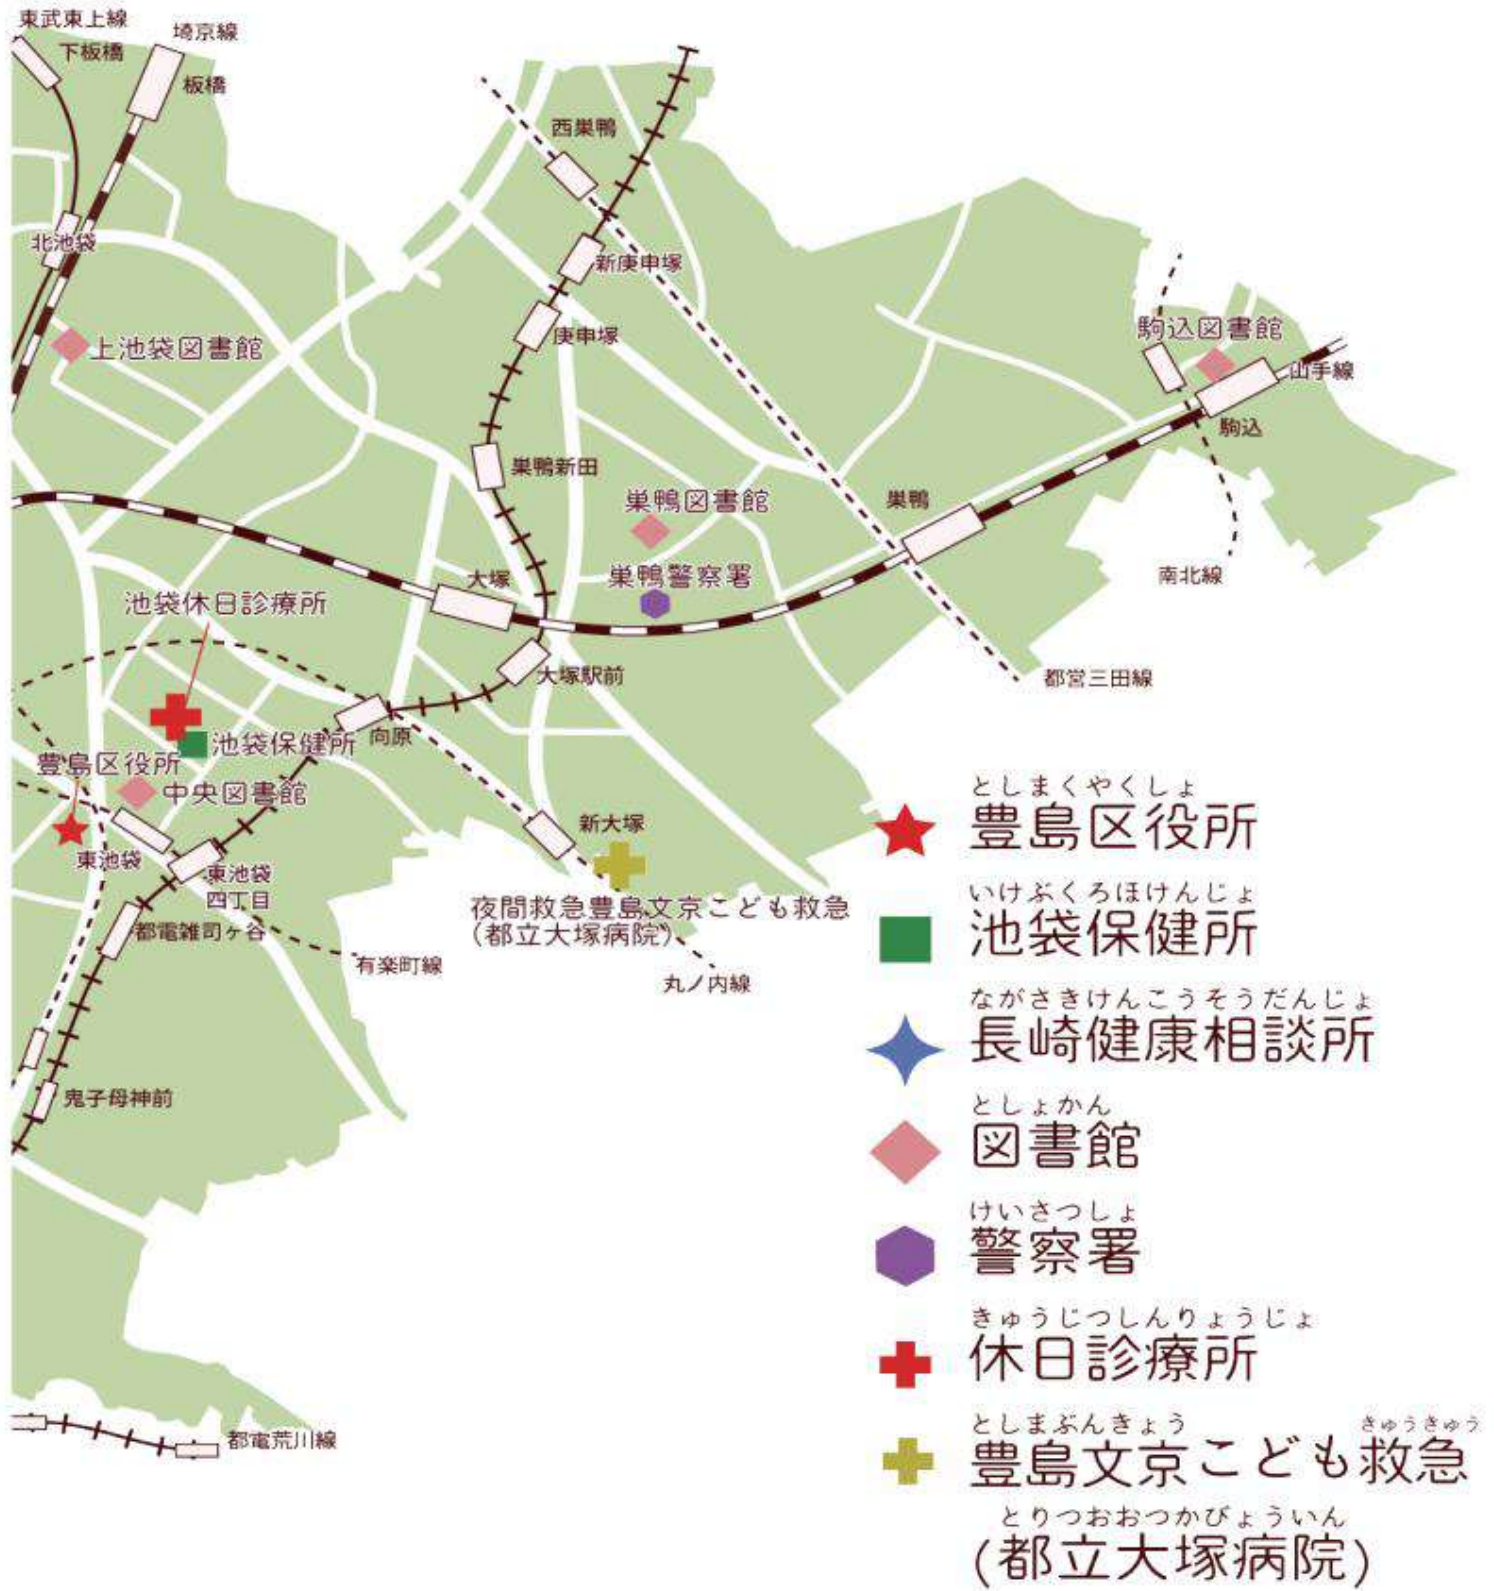 東武東上線
埼京線
下板橋
板橋
西巣鴨
北池袋
新庚申塚
庚申塚
上池袋図書館
駒込図書館
山手線
駒込
巣鴨新田
巣鴨図書館
巣鴨
大塚
巣鴨警察署
南北線
池袋休日診療所
大塚駅前
都営三田線
向原
池袋保健所
豊島区役所
中央図書館
新大塚
東池袋
東池袋
四丁目
夜間救急豊島文京こども救急
(都立大塚病院)
都電雑司ヶ谷
有楽町線
丸ノ内線
鬼子母神前
都電荒川線
としまくやくしょ
豊島区役所
いけぶくろほけんじょ
池袋保健所
ながさきけんこうそうだんじょ
長崎健康相談所
としょかん
図書館
けいさつしょ
警察署
きゅうじつしんりょうじょ
休日診療所
としまぶんきょう きゅうきゅう
豊島文京こども救急
とりつおおつかびょういん
(都立大塚病院)